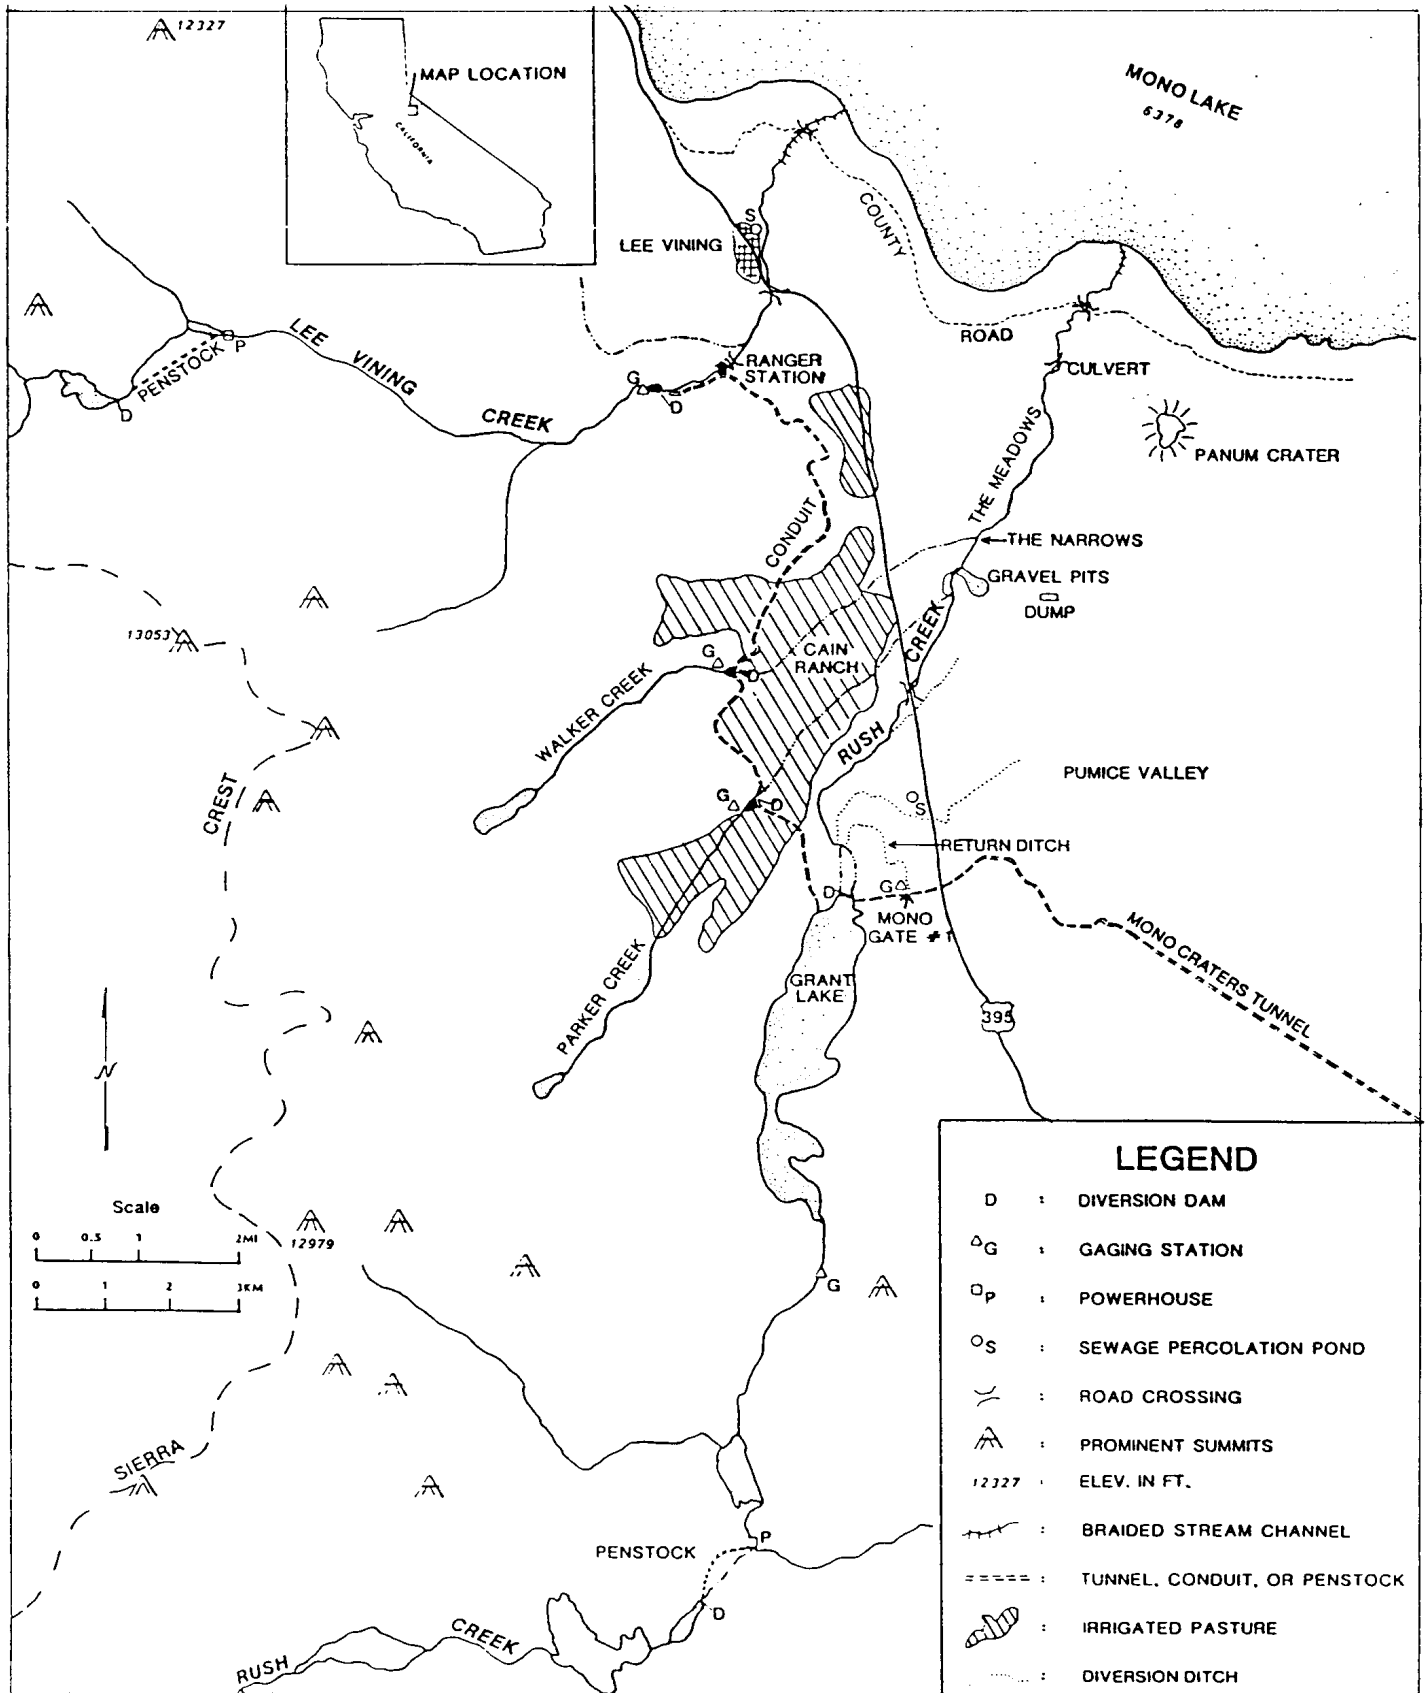 12327
MAP LOCATION
CALIFORNIA
MONO LAKE
6378
COUNTY
S
LEE VINING
ROAD
P
PENSTOCK
D
LEE
VINING
CREEK
RANGER
STATION
G
D
CULVERT
PANUM CRATER
THE MEADOWS
CONDUIT
THE NARROWS
GRAVEL PITS
DUMP
13053
CAIN
RANCH
G
D
CREEK
WALKER CREEK
RUSH
PUMICE VALLEY
CREST
G
D
S
RETURN DITCH
D
G
MONO
GATE #1
MONO CRATERS TUNNEL
PARKER CREEK
GRANT
LAKE
395
N
Scale
0 0.5 1 2MI
0 1 2 3KM
12979
G
SIERRA
PENSTOCK
P
D
CREEK
RUSH
LEGEND
D : DIVERSION DAM
G : GAGING STATION
P : POWERHOUSE
S : SEWAGE PERCOLATION POND
: ROAD CROSSING
: PROMINENT SUMMITS
12327 : ELEV. IN FT.
: BRAIDED STREAM CHANNEL
: TUNNEL, CONDUIT, OR PENSTOCK
: IRRIGATED PASTURE
: DIVERSION DITCH